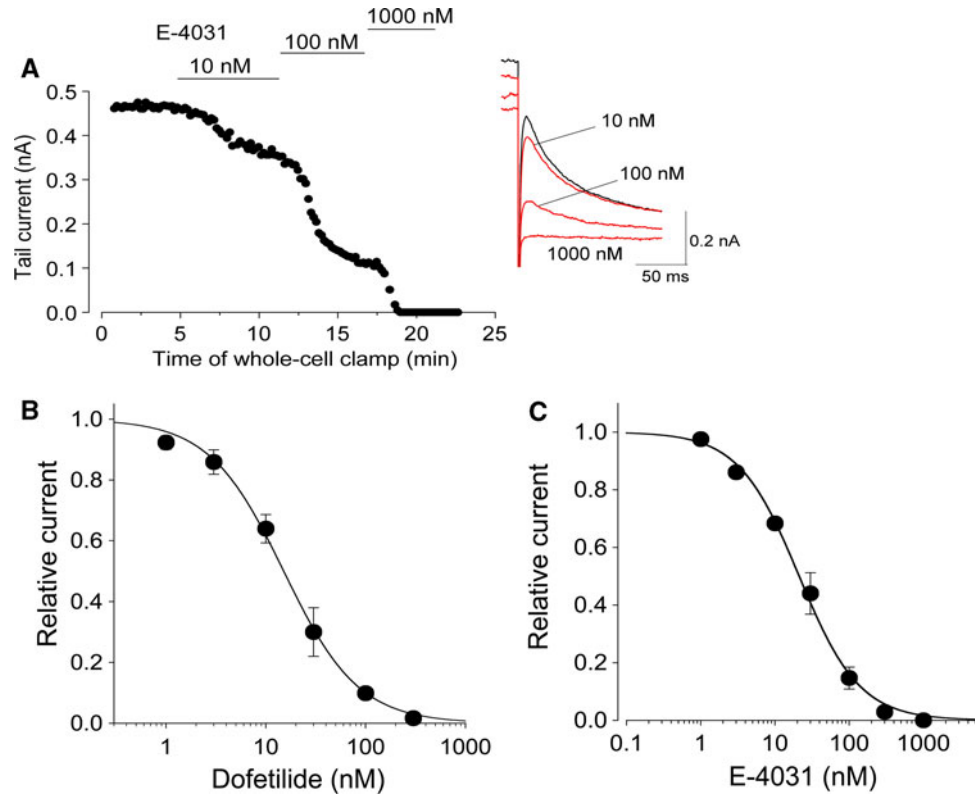 E-4031
10 nM
100 nM
1000 nM
A
0.5
0.4
0.3
0.2
0.1
0.0
Tail current (nA)
0
5
10
15
20
25
Time of whole-cell clamp (min)
10 nM
100 nM
1000 nM
0.2 nA
50 ms
B
1.0
0.8
0.6
0.4
0.2
0.0
Relative current
1
10
100
1000
Dofetilide (nM)
C
1.0
0.8
0.6
0.4
0.2
0.0
Relative current
0.1
1
10
100
1000
E-4031 (nM)